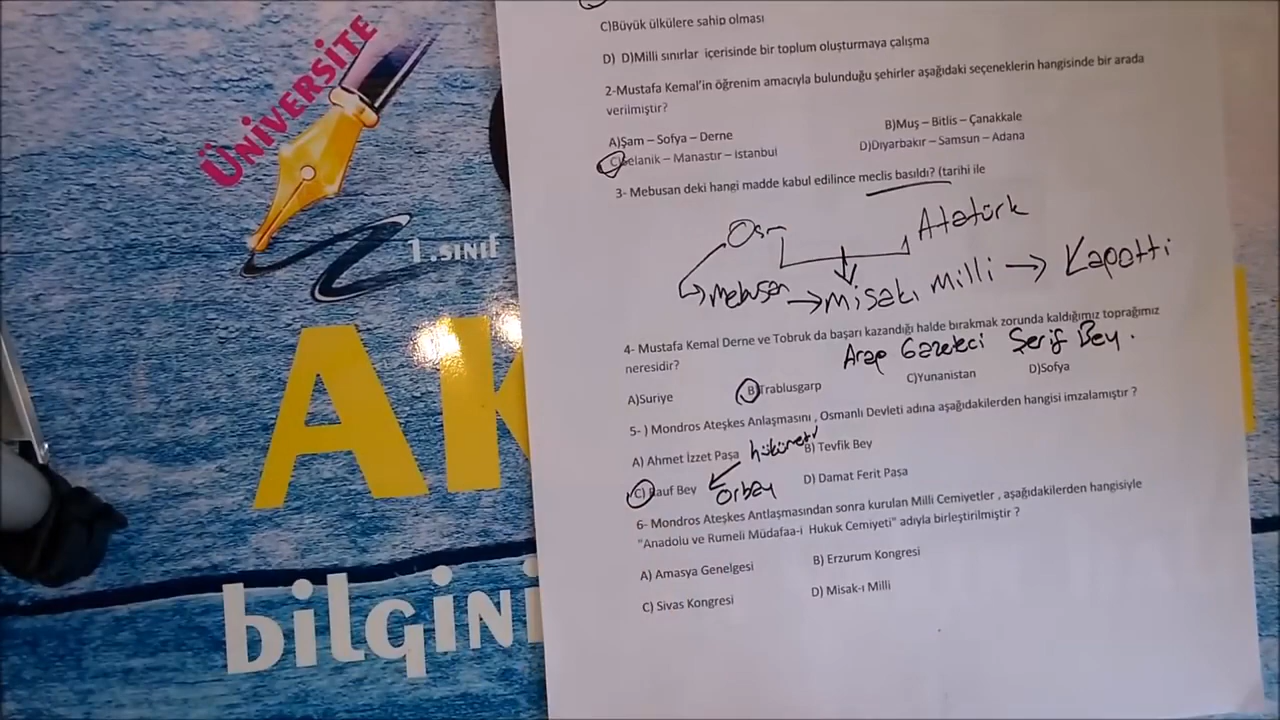 ÜNİVERSİTE
1.SINIF
AK
bilgini
C)Büyük ülkülere sahip olması
D) D)Milli sınırlar içerisinde bir toplum oluşturmaya çalışma
2-Mustafa Kemal'in öğrenim amacıyla bulunduğu şehirler aşağıdaki seçeneklerin hangisinde bir arada
verilmiştir?
A)Şam – Sofya – Derne
B)Muş – Bitlis – Çanakkale
C)Selanik – Manastır – İstanbul
D)Diyarbakır – Samsun – Adana
3- Mebusan deki hangi madde kabul edilince meclis basıldı? (tarihi ile
Osm
Atatürk
Mebusan → misakı milli → Kapattı
4- Mustafa Kemal Derne ve Tobruk da başarı kazandığı halde bırakmak zorunda kaldığımız toprağımız
neresidir?
Arap Gazeteci Şerif Bey.
A)Suriye
B)Trablusgarp
C)Yunanistan
D)Sofya
5- ) Mondros Ateşkes Anlaşmasını , Osmanlı Devleti adına aşağıdakilerden hangisi imzalamıştır ?
A) Ahmet İzzet Paşa
hükümeti
B) Tevfik Bey
C) Rauf Bey
Orbay
D) Damat Ferit Paşa
6- Mondros Ateşkes Antlaşmasından sonra kurulan Milli Cemiyetler , aşağıdakilerden hangisiyle
"Anadolu ve Rumeli Müdafaa-i Hukuk Cemiyeti" adıyla birleştirilmiştir ?
A) Amasya Genelgesi
B) Erzurum Kongresi
C) Sivas Kongresi
D) Misak-ı Milli